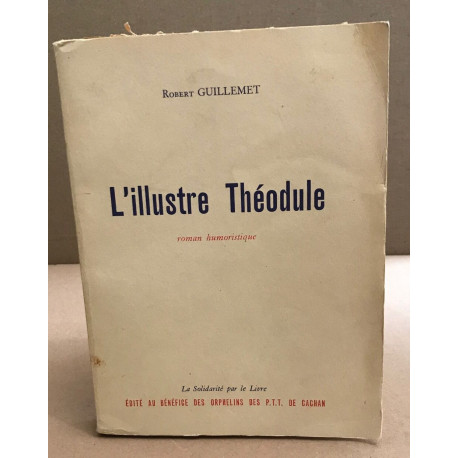 Robert GUILLEMET
L'illustre Théodule
roman humoristique
La Solidarité par le Livre
ÉDITÉ AU BÉNÉFICE DES ORPHELINS DES P.T.T. DE CACHAN